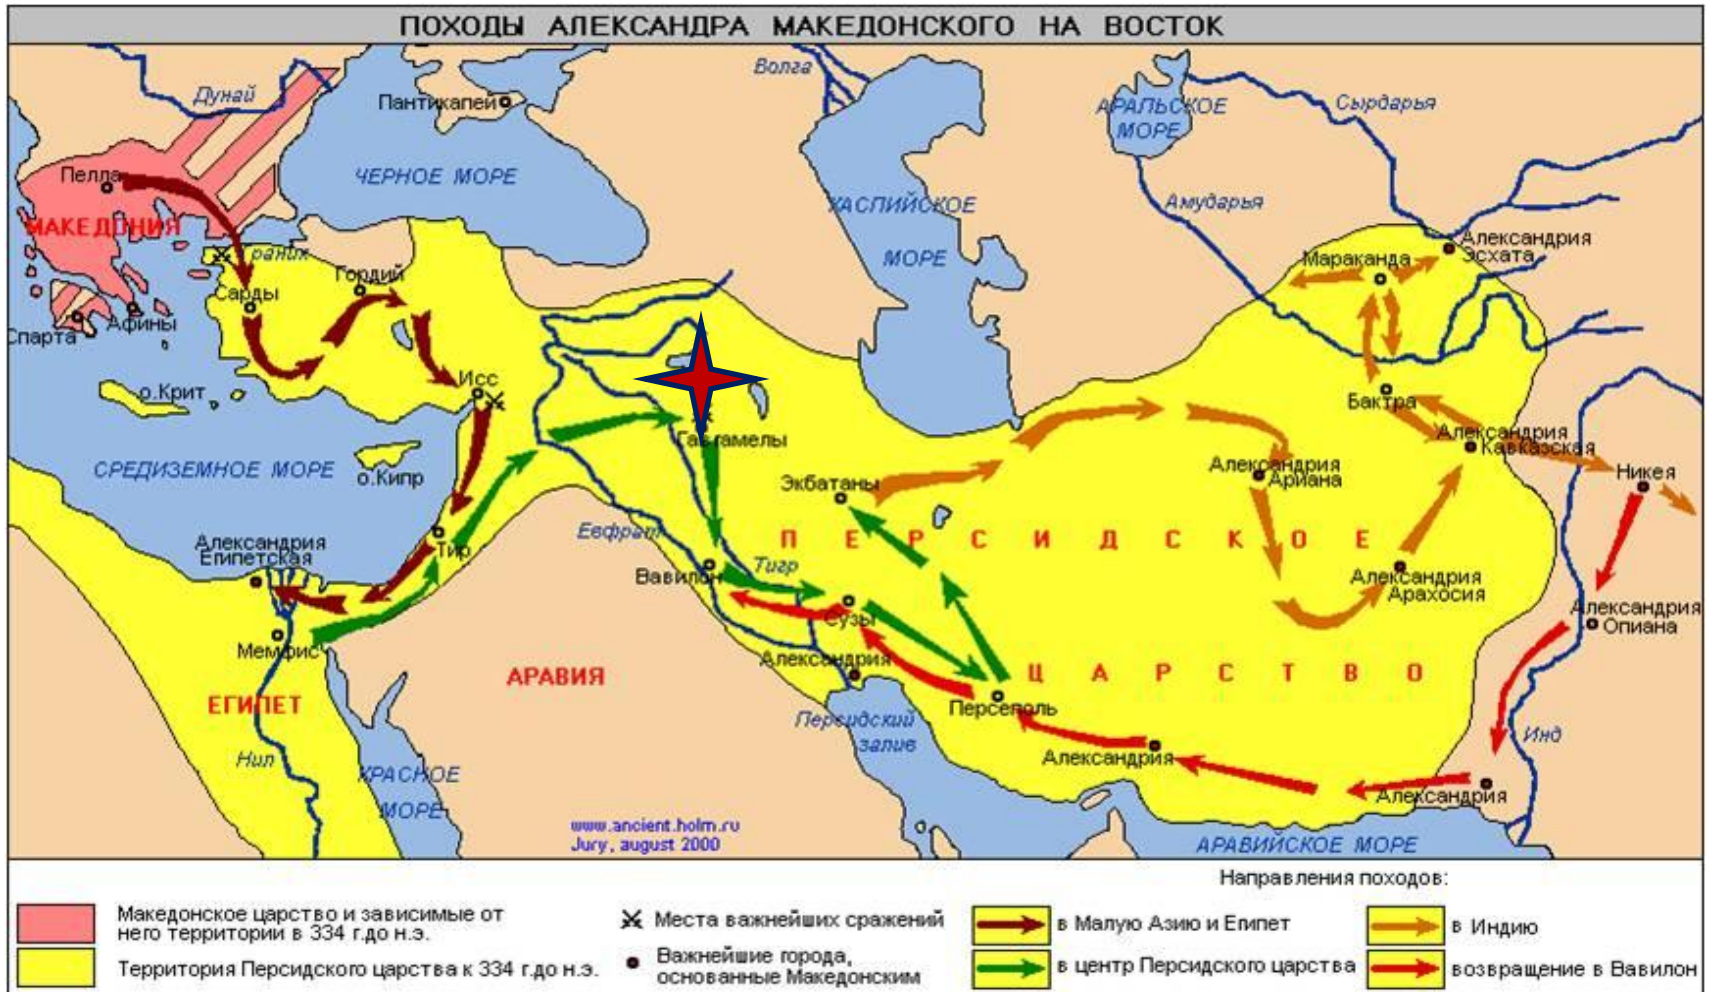 ПОХОДЫ АЛЕКСАНДРА МАКЕДОНСКОГО НА ВОСТОК
Дунай
Пантикапей
Волга
АРАЛЬСКОЕ
МОРЕ
Сырдарья
Пелла
ЧЕРНОЕ МОРЕ
КАСПИЙСКОЕ
МОРЕ
Амударья
МАКЕДОНИЯ
раник
Гордий
Сарды
Спарта
Афины
Мараканда
Александрия
Эсхата
о.Крит
Исс
Бактра
Гавгамелы
СРЕДИЗЕМНОЕ МОРЕ
о.Кипр
Экбатаны
Александрия
Ариана
Александрия
Кавказская
Никея
Александрия
Египетская
Тир
Евфрат
Вавилон
Тигр
ПЕРСИДСКОЕ
Александрия
Арахосия
Сузы
Александрия
Опиана
Мемфис
АРАВИЯ
Александрия
ЦАРСТВО
ЕГИПЕТ
Персидский
залив
Персеполь
Нил
КРАСНОЕ
МОРЕ
Александрия
Инд
Александрия
www.ancient.holm.ru
Jury, august 2000
АРАВИЙСКОЕ МОРЕ
Направления походов:
Македонское царство и зависимые от
него территории в 334 г.до н.э.
Места важнейших сражений
в Малую Азию и Египет
в Индию
Территория Персидского царства к 334 г.до н.э.
Важнейшие города,
основанные Македонским
в центр Персидского царства
возвращение в Вавилон